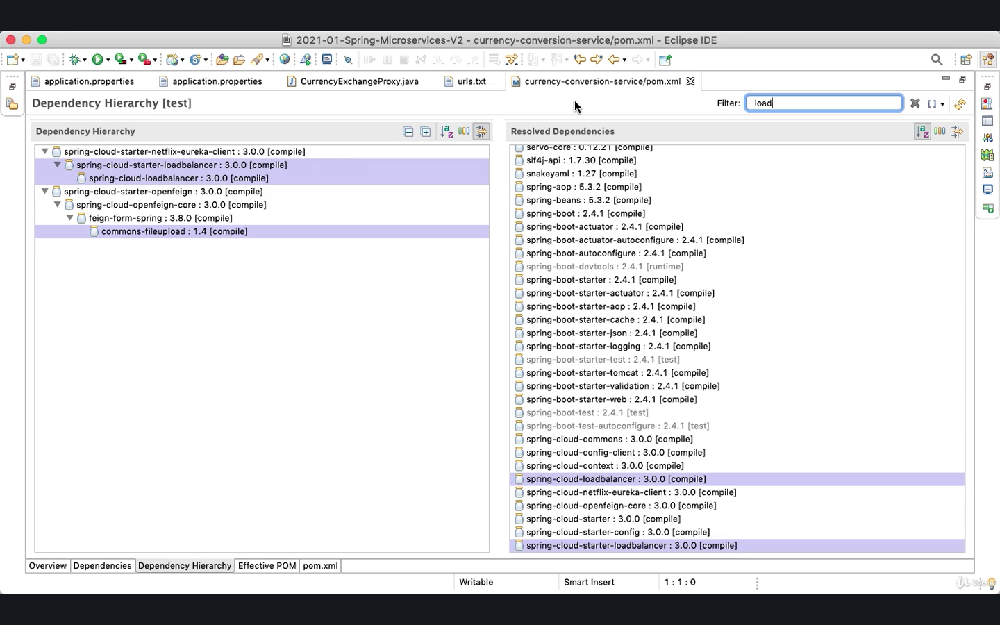 2021-01-Spring-Microservices-V2 - currency-conversion-service/pom.xml - Eclipse IDE
application.properties
application.properties
CurrencyExchangeProxy.java
urls.txt
currency-conversion-service/pom.xml
Dependency Hierarchy [test]
Filter:
load
Dependency Hierarchy
spring-cloud-starter-netflix-eureka-client : 3.0.0 [compile]
spring-cloud-starter-loadbalancer : 3.0.0 [compile]
spring-cloud-loadbalancer : 3.0.0 [compile]
spring-cloud-starter-openfeign : 3.0.0 [compile]
spring-cloud-openfeign-core : 3.0.0 [compile]
feign-form-spring : 3.8.0 [compile]
commons-fileupload : 1.4 [compile]
Resolved Dependencies
servo-core : 0.12.21 [compile]
slf4j-api : 1.7.30 [compile]
snakeyaml : 1.27 [compile]
spring-aop : 5.3.2 [compile]
spring-beans : 5.3.2 [compile]
spring-boot : 2.4.1 [compile]
spring-boot-actuator : 2.4.1 [compile]
spring-boot-actuator-autoconfigure : 2.4.1 [compile]
spring-boot-autoconfigure : 2.4.1 [compile]
spring-boot-devtools : 2.4.1 [runtime]
spring-boot-starter : 2.4.1 [compile]
spring-boot-starter-actuator : 2.4.1 [compile]
spring-boot-starter-aop : 2.4.1 [compile]
spring-boot-starter-cache : 2.4.1 [compile]
spring-boot-starter-json : 2.4.1 [compile]
spring-boot-starter-logging : 2.4.1 [compile]
spring-boot-starter-test : 2.4.1 [test]
spring-boot-starter-tomcat : 2.4.1 [compile]
spring-boot-starter-validation : 2.4.1 [compile]
spring-boot-starter-web : 2.4.1 [compile]
spring-boot-test : 2.4.1 [test]
spring-boot-test-autoconfigure : 2.4.1 [test]
spring-cloud-commons : 3.0.0 [compile]
spring-cloud-config-client : 3.0.0 [compile]
spring-cloud-context : 3.0.0 [compile]
spring-cloud-loadbalancer : 3.0.0 [compile]
spring-cloud-netflix-eureka-client : 3.0.0 [compile]
spring-cloud-openfeign-core : 3.0.0 [compile]
spring-cloud-starter : 3.0.0 [compile]
spring-cloud-starter-config : 3.0.0 [compile]
spring-cloud-starter-loadbalancer : 3.0.0 [compile]
Overview
Dependencies
Dependency Hierarchy
Effective POM
pom.xml
Writable
Smart Insert
1 : 1 : 0